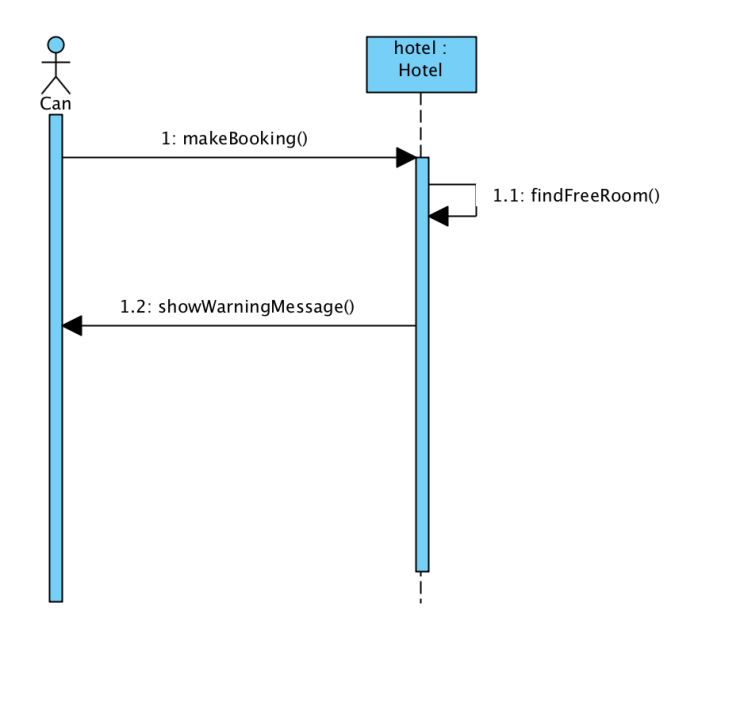 hotel :
Hotel
Can
1: makeBooking()
1.1: findFreeRoom()
1.2: showWarningMessage()